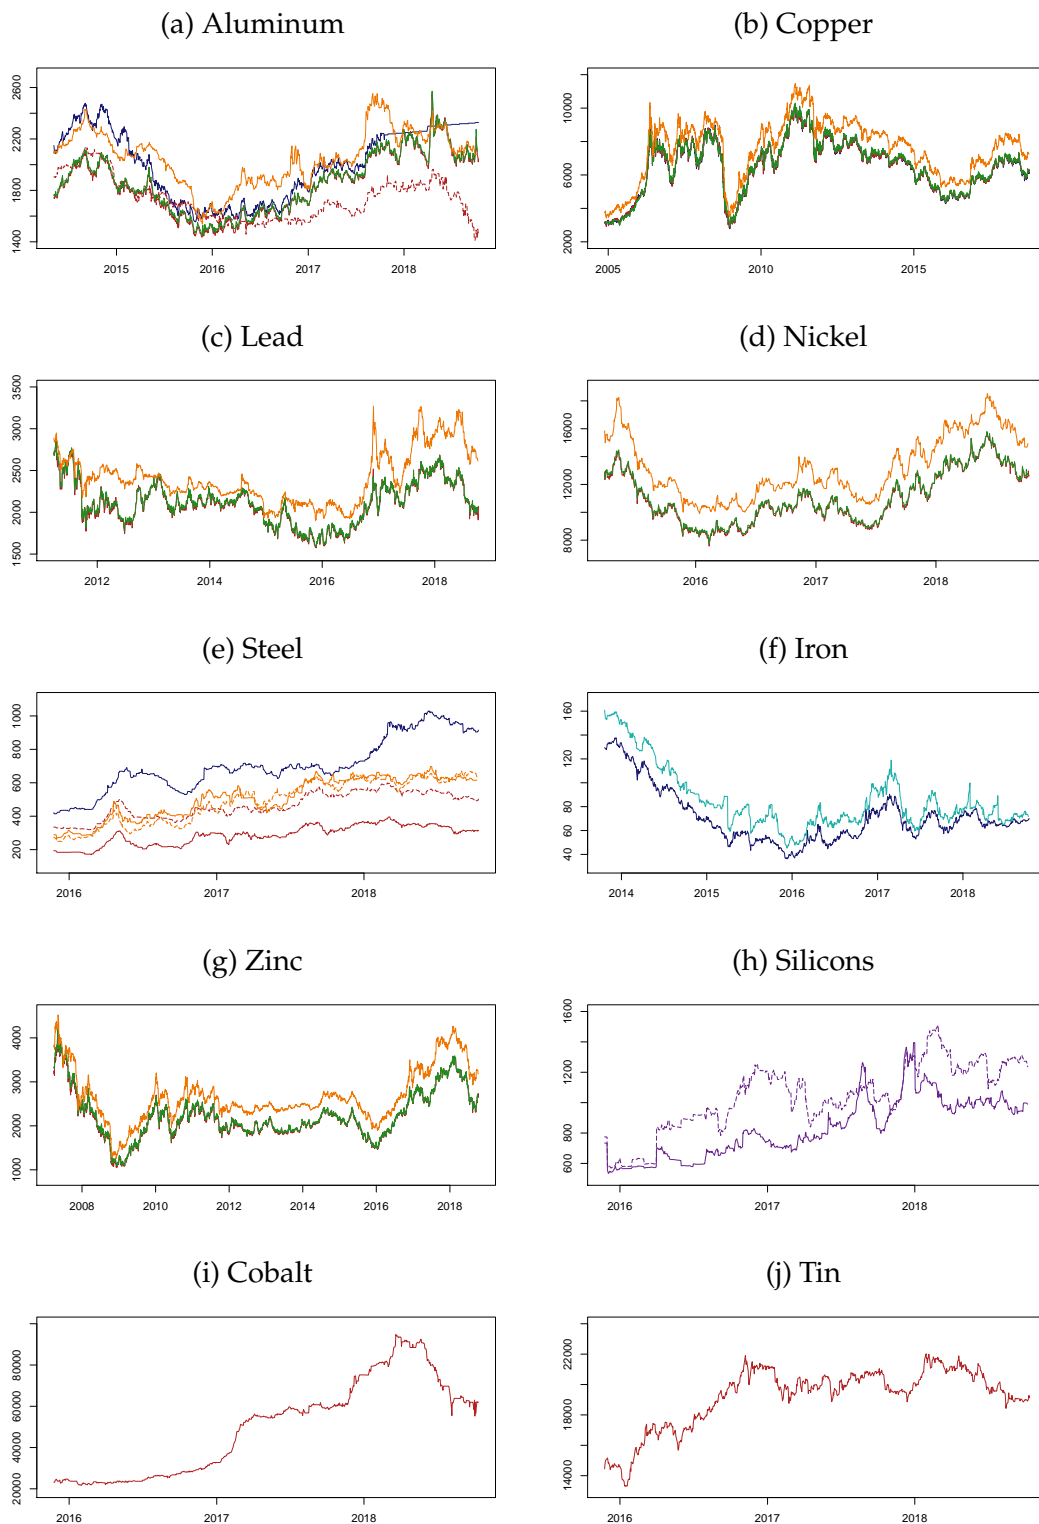 (a) Aluminum
2600
2200
1800
1400
2015 2016 2017 2018
(b) Copper
10000
6000
2000
2005 2010 2015
(c) Lead
3500
3000
2500
2000
1500
2012 2014 2016 2018
(d) Nickel
16000
12000
8000
2016 2017 2018
(e) Steel
1000
800
600
400
200
2016 2017 2018
(f) Iron
160
120
80
60
40
2014 2015 2016 2017 2018
(g) Zinc
4000
3000
2000
1000
2008 2010 2012 2014 2016 2018
(h) Silicons
1600
1200
800
600
2016 2017 2018
(i) Cobalt
80000
60000
40000
20000
2016 2017 2018
(j) Tin
22000
18000
14000
2016 2017 2018